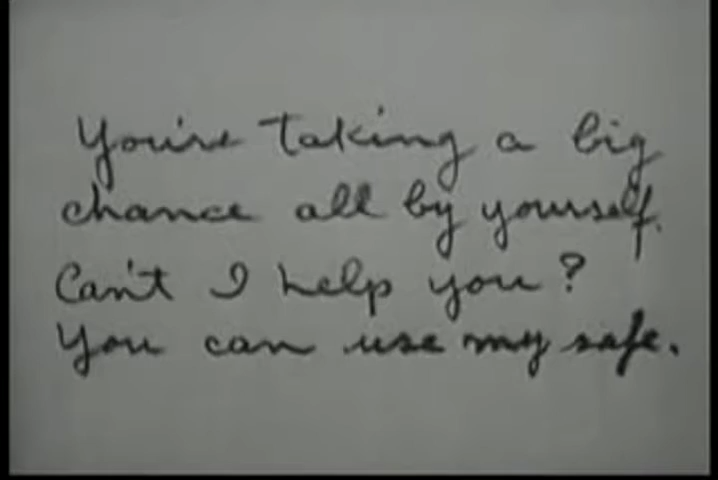 You're taking a big
chance all by yourself.
Can't I help you?
You can use my safe.